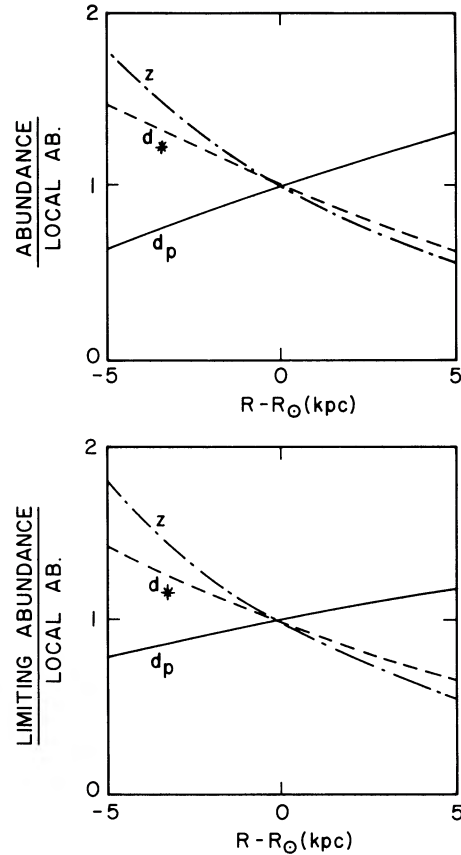 2
z
d*
ABUNDANCE
LOCAL AB.
1
dp
0
-5
0
5
R-R⊙(kpc)
2
z
d*
LIMITING ABUNDANCE
LOCAL AB.
1
dp
0
-5
0
5
R-R⊙(kpc)